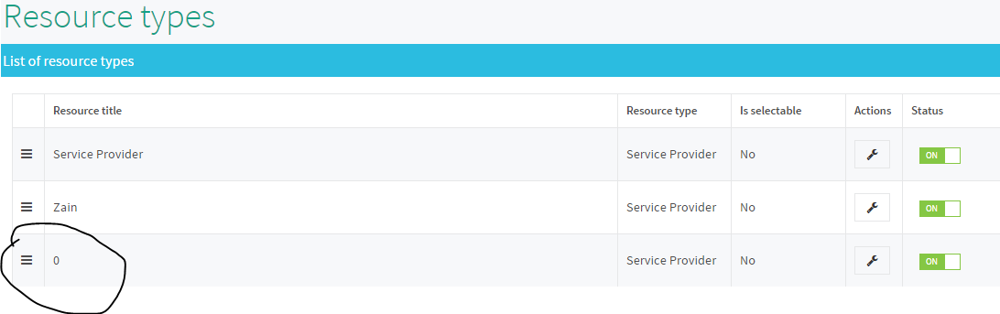 Resource types
List of resource types
Resource title Resource type Is selectable Actions Status
Service Provider Service Provider No ON
Zain Service Provider No ON
0 Service Provider No ON